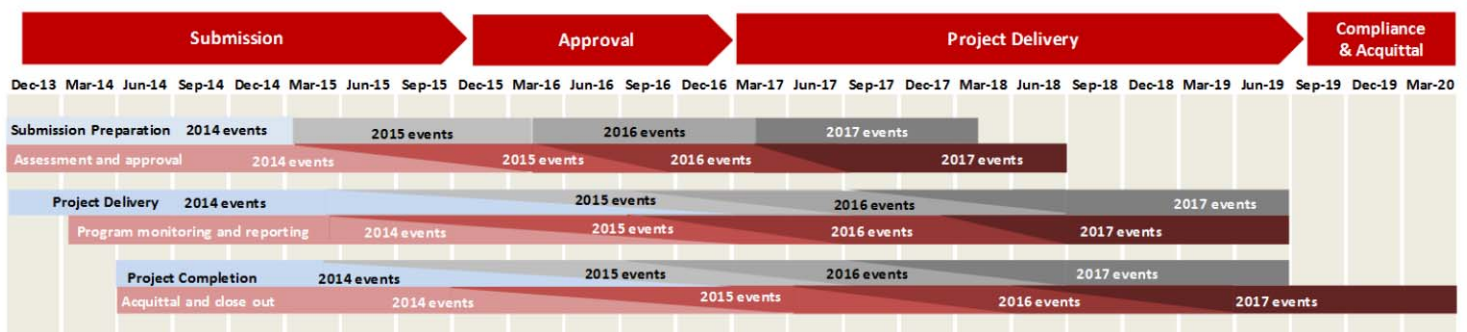 Submission Approval Project Delivery Compliance & Acquittal
Dec-13 Mar-14 Jun-14 Sep-14 Dec-14 Mar-15 Jun-15 Sep-15 Dec-15 Mar-16 Jun-16 Sep-16 Dec-16 Mar-17 Jun-17 Sep-17 Dec-17 Mar-18 Jun-18 Sep-18 Dec-18 Mar-19 Jun-19 Sep-19 Dec-19 Mar-20
Submission Preparation 2014 events 2015 events 2016 events 2017 events
Assessment and approval 2014 events 2015 events 2016 events 2017 events
Project Delivery 2014 events 2015 events 2016 events 2017 events
Program monitoring and reporting 2014 events 2015 events 2016 events 2017 events
Project Completion 2014 events 2015 events 2016 events 2017 events
Acquittal and close out 2014 events 2015 events 2016 events 2017 events